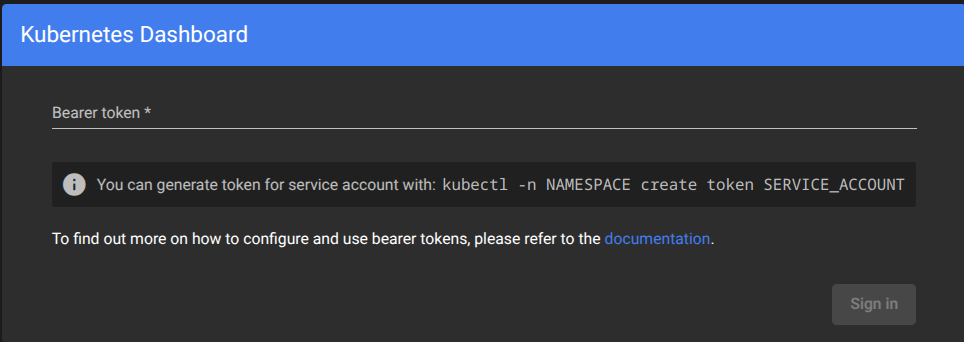 Kubernetes Dashboard
Bearer token *
You can generate token for service account with: kubectl -n NAMESPACE create token SERVICE_ACCOUNT
To find out more on how to configure and use bearer tokens, please refer to the documentation.
Sign in